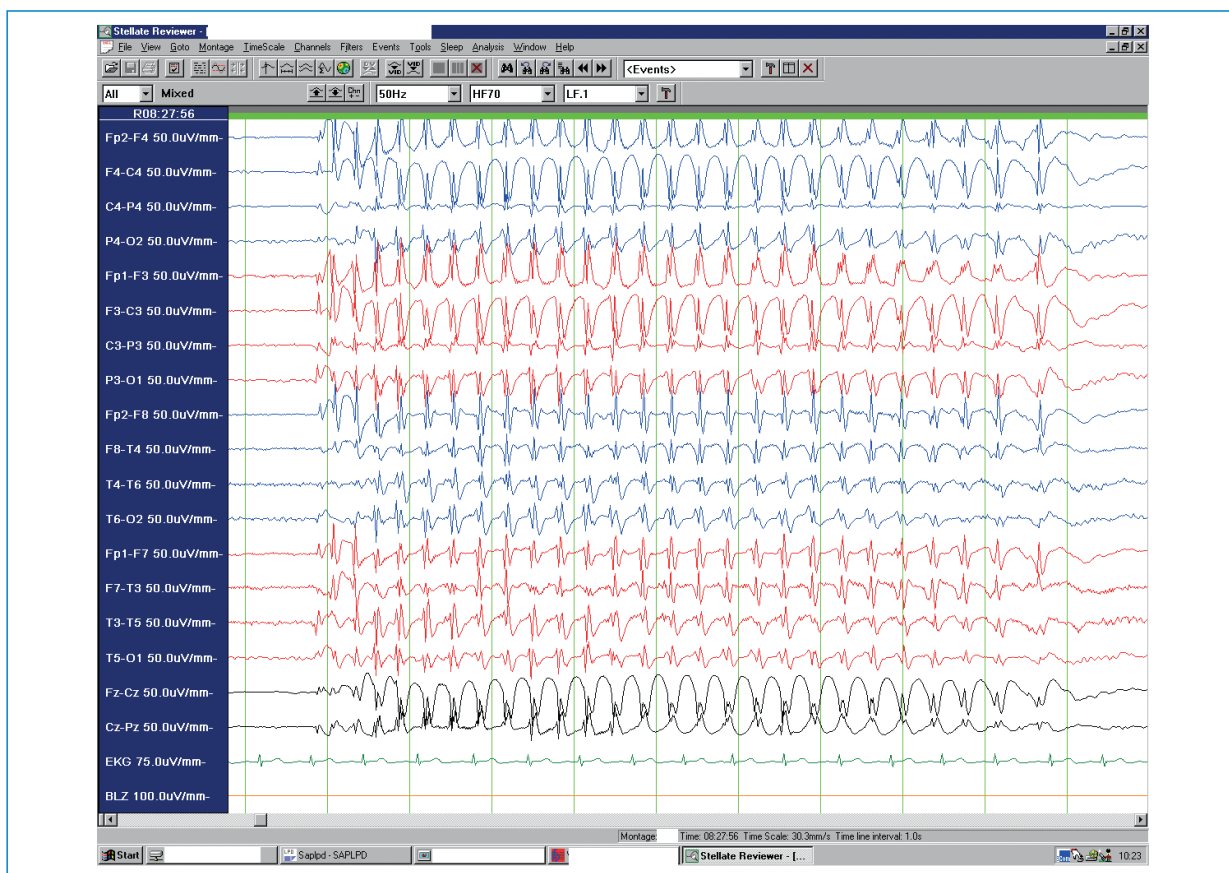 Stellate Reviewer - [
File View Goto Montage TimeScale Channels Filters Events Tools Sleep Analysis Window Help
VID VID <Events>
All Mixed 50Hz HF70 LF.1
R08:27:56
Fp2-F4 50.0uV/mm-
F4-C4 50.0uV/mm-
C4-P4 50.0uV/mm-
P4-O2 50.0uV/mm-
Fp1-F3 50.0uV/mm-
F3-C3 50.0uV/mm-
C3-P3 50.0uV/mm-
P3-O1 50.0uV/mm-
Fp2-F8 50.0uV/mm-
F8-T4 50.0uV/mm-
T4-T6 50.0uV/mm-
T6-O2 50.0uV/mm-
Fp1-F7 50.0uV/mm-
F7-T3 50.0uV/mm-
T3-T5 50.0uV/mm-
T5-O1 50.0uV/mm-
Fz-Cz 50.0uV/mm-
Cz-Pz 50.0uV/mm-
EKG 75.0uV/mm-
BLZ 100.0uV/mm-
Montage: Time: 08:27:56 Time Scale: 30.3mm/s Time line interval: 1.0s
Start Saplpd - SAPLPD Stellate Reviewer - [... 10:23